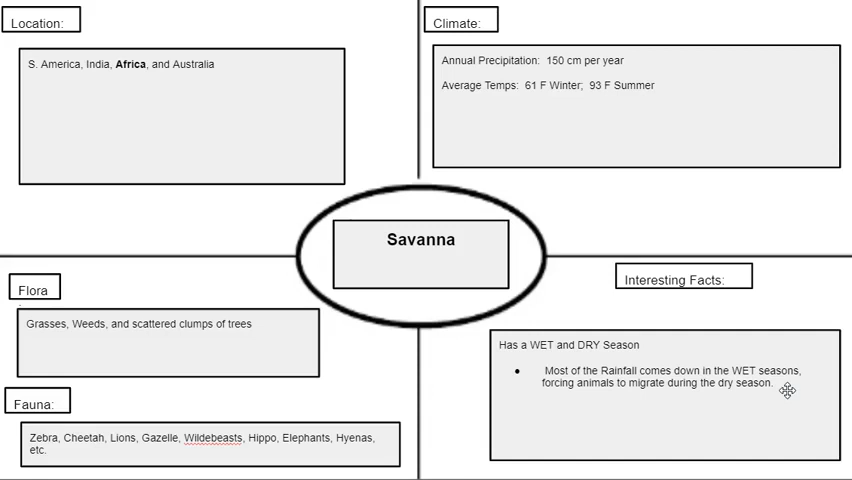 Location:
S. America, India, Africa, and Australia
Climate:
Annual Precipitation: 150 cm per year
Average Temps: 61 F Winter; 93 F Summer
Savanna
Flora
:
Grasses, Weeds, and scattered clumps of trees
Fauna:
Zebra, Cheetah, Lions, Gazelle, Wildebeasts, Hippo, Elephants, Hyenas,
etc.
Interesting Facts:
Has a WET and DRY Season
● Most of the Rainfall comes down in the WET seasons,
forcing animals to migrate during the dry season.